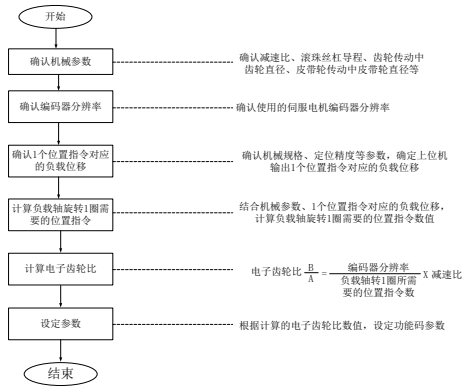 开始
确认机械参数
确认减速比、滚珠丝杠导程、齿轮传动中
齿轮直径、皮带轮传动中皮带轮直径等
确认编码器分辨率
确认使用的伺服电机编码器分辨率
确认1个位置指令对应
的负载位移
确认机械规格、定位精度等参数，确定上位机
输出1个位置指令对应的负载位移
计算负载轴旋转1圈需
要的位置指令
结合机械参数、1个位置指令对应的负载位移，
计算负载轴旋转1圈需要的位置指令数值
计算电子齿轮比
电子齿轮比 B/A = 编码器分辨率
负载轴旋转1圈所需
要的位置指令数
X 减速比
设定参数
根据计算的电子齿轮比数值，设定功能码参数
结束